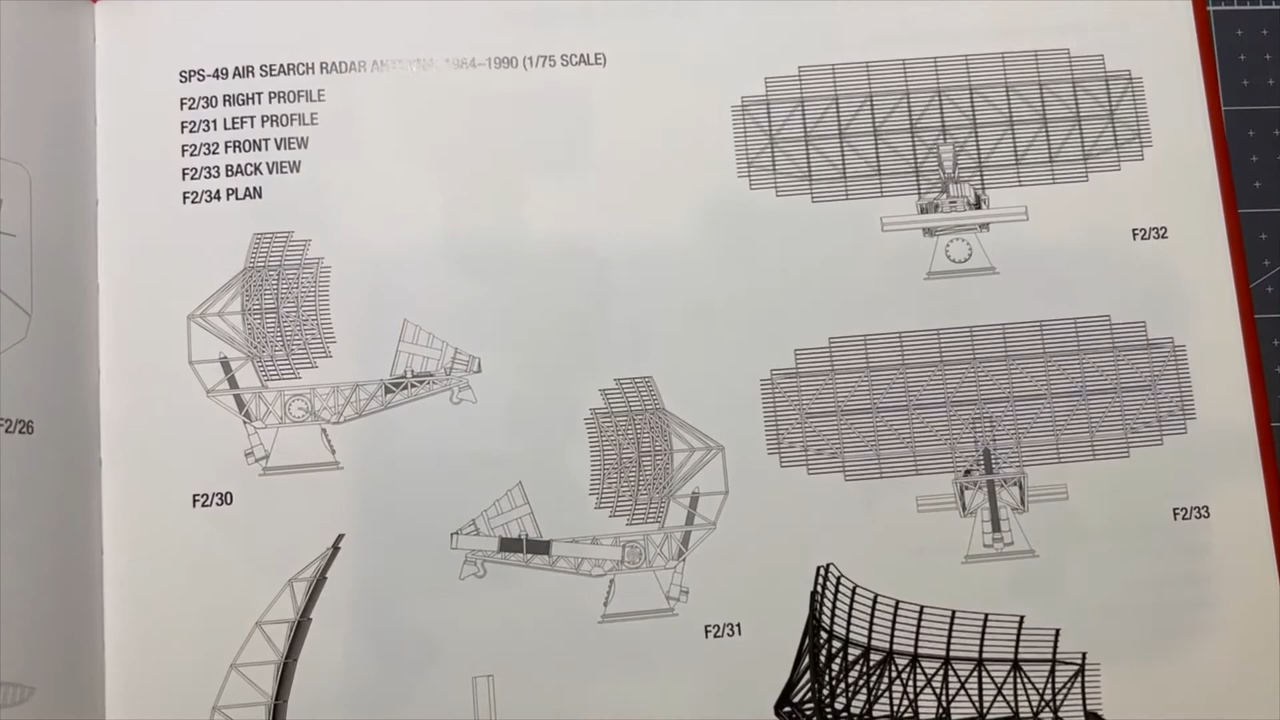 SPS-49 AIR SEARCH RADAR 1984–1990 (1/75 SCALE)
F2/30 RIGHT PROFILE
F2/31 LEFT PROFILE
F2/32 FRONT VIEW
F2/33 BACK VIEW
F2/34 PLAN
F2/32
F2/26
F2/30
F2/33
F2/31